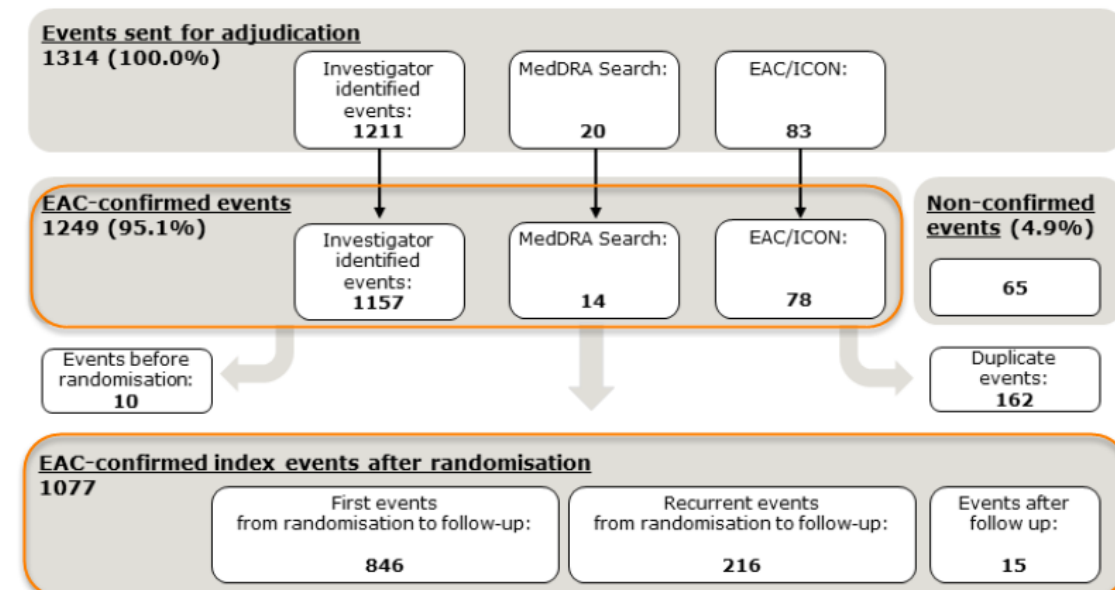 Events sent for adjudication
1314 (100.0%)
Investigator
identified
events:
1211
MedDRA Search:
20
EAC/ICON:
83
EAC-confirmed events
1249 (95.1%)
Investigator
identified
events:
1157
MedDRA Search:
14
EAC/ICON:
78
Non-confirmed
events (4.9%)
65
Events before
randomisation:
10
Duplicate
events:
162
EAC-confirmed index events after randomisation
1077
First events
from randomisation to follow-up:
846
Recurrent events
from randomisation to follow-up:
216
Events after
follow up:
15